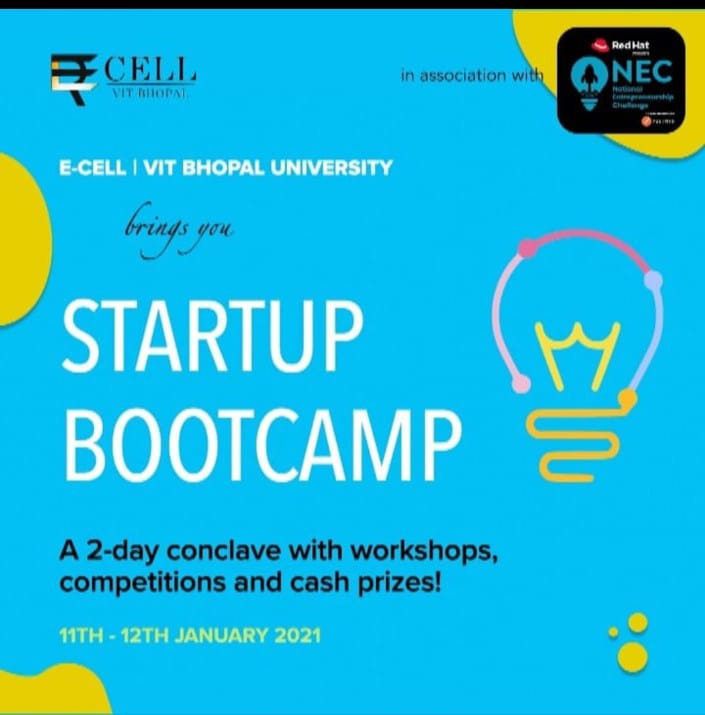 E CELL
VIT BHOPAL
in association with
Red Hat
NEC
National
Entrepreneurship
Challenge
E-CELL | VIT BHOPAL UNIVERSITY
brings you
STARTUP
BOOTCAMP
A 2-day conclave with workshops,
competitions and cash prizes!
11TH - 12TH JANUARY 2021